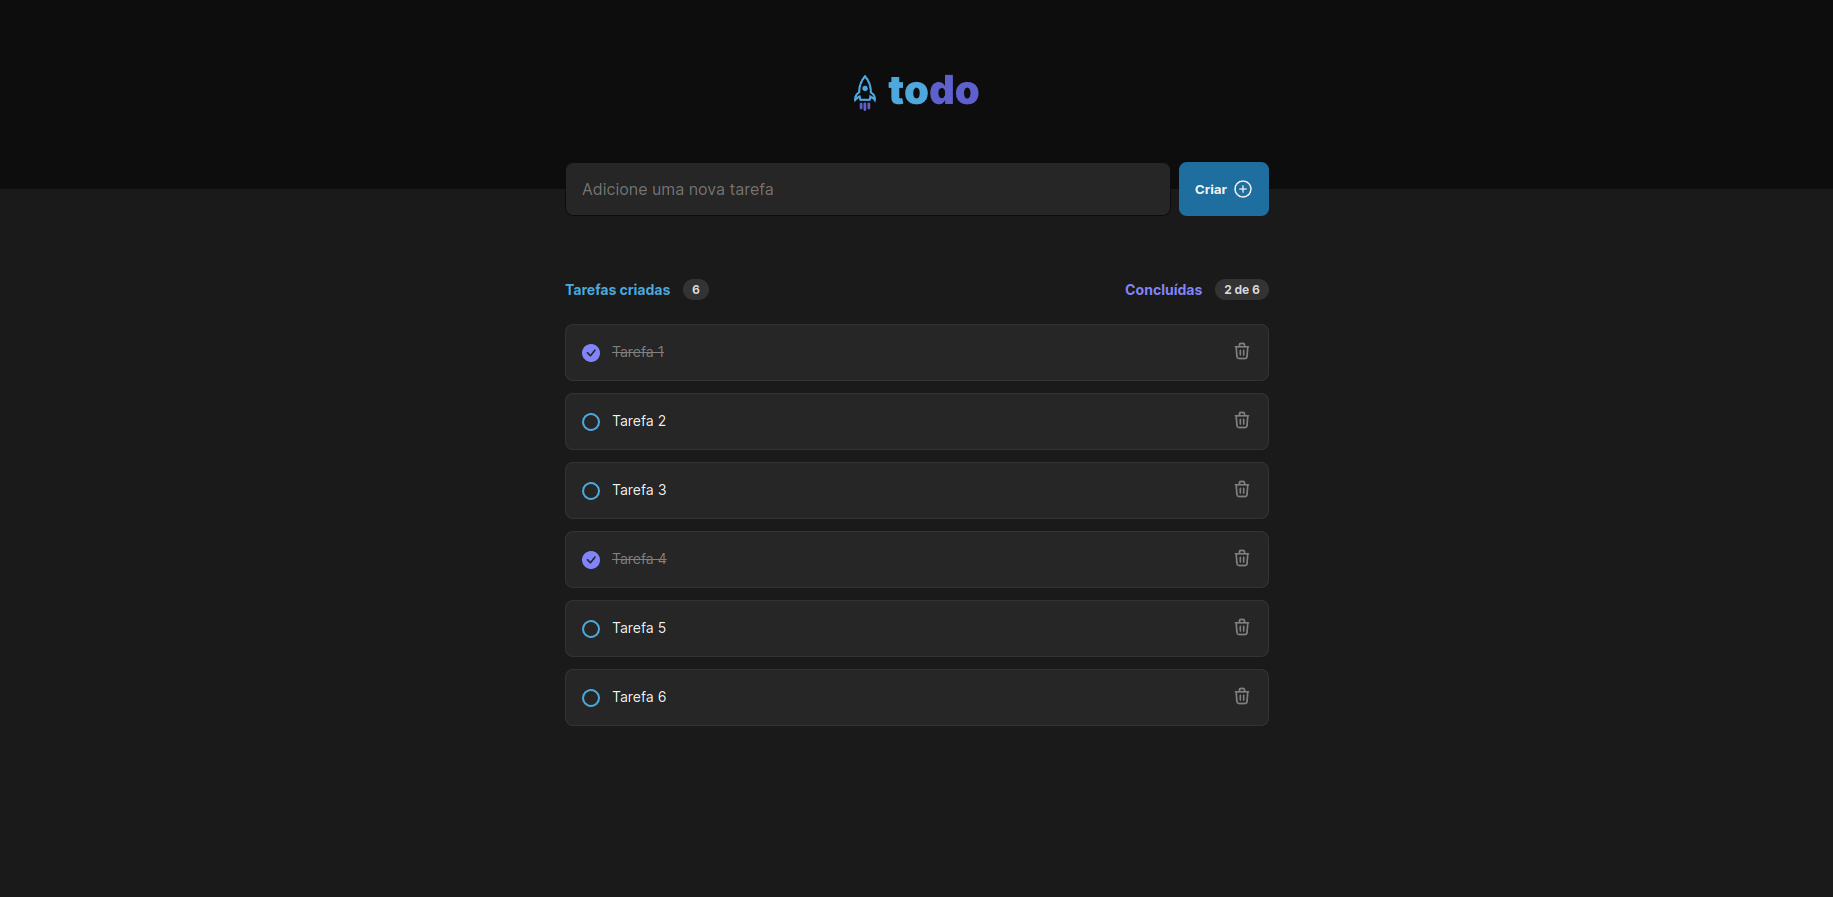 todo
Adicione uma nova tarefa
Criar
Tarefas criadas 6
Concluídas 2 de 6
Tarefa 1
Tarefa 2
Tarefa 3
Tarefa 4
Tarefa 5
Tarefa 6